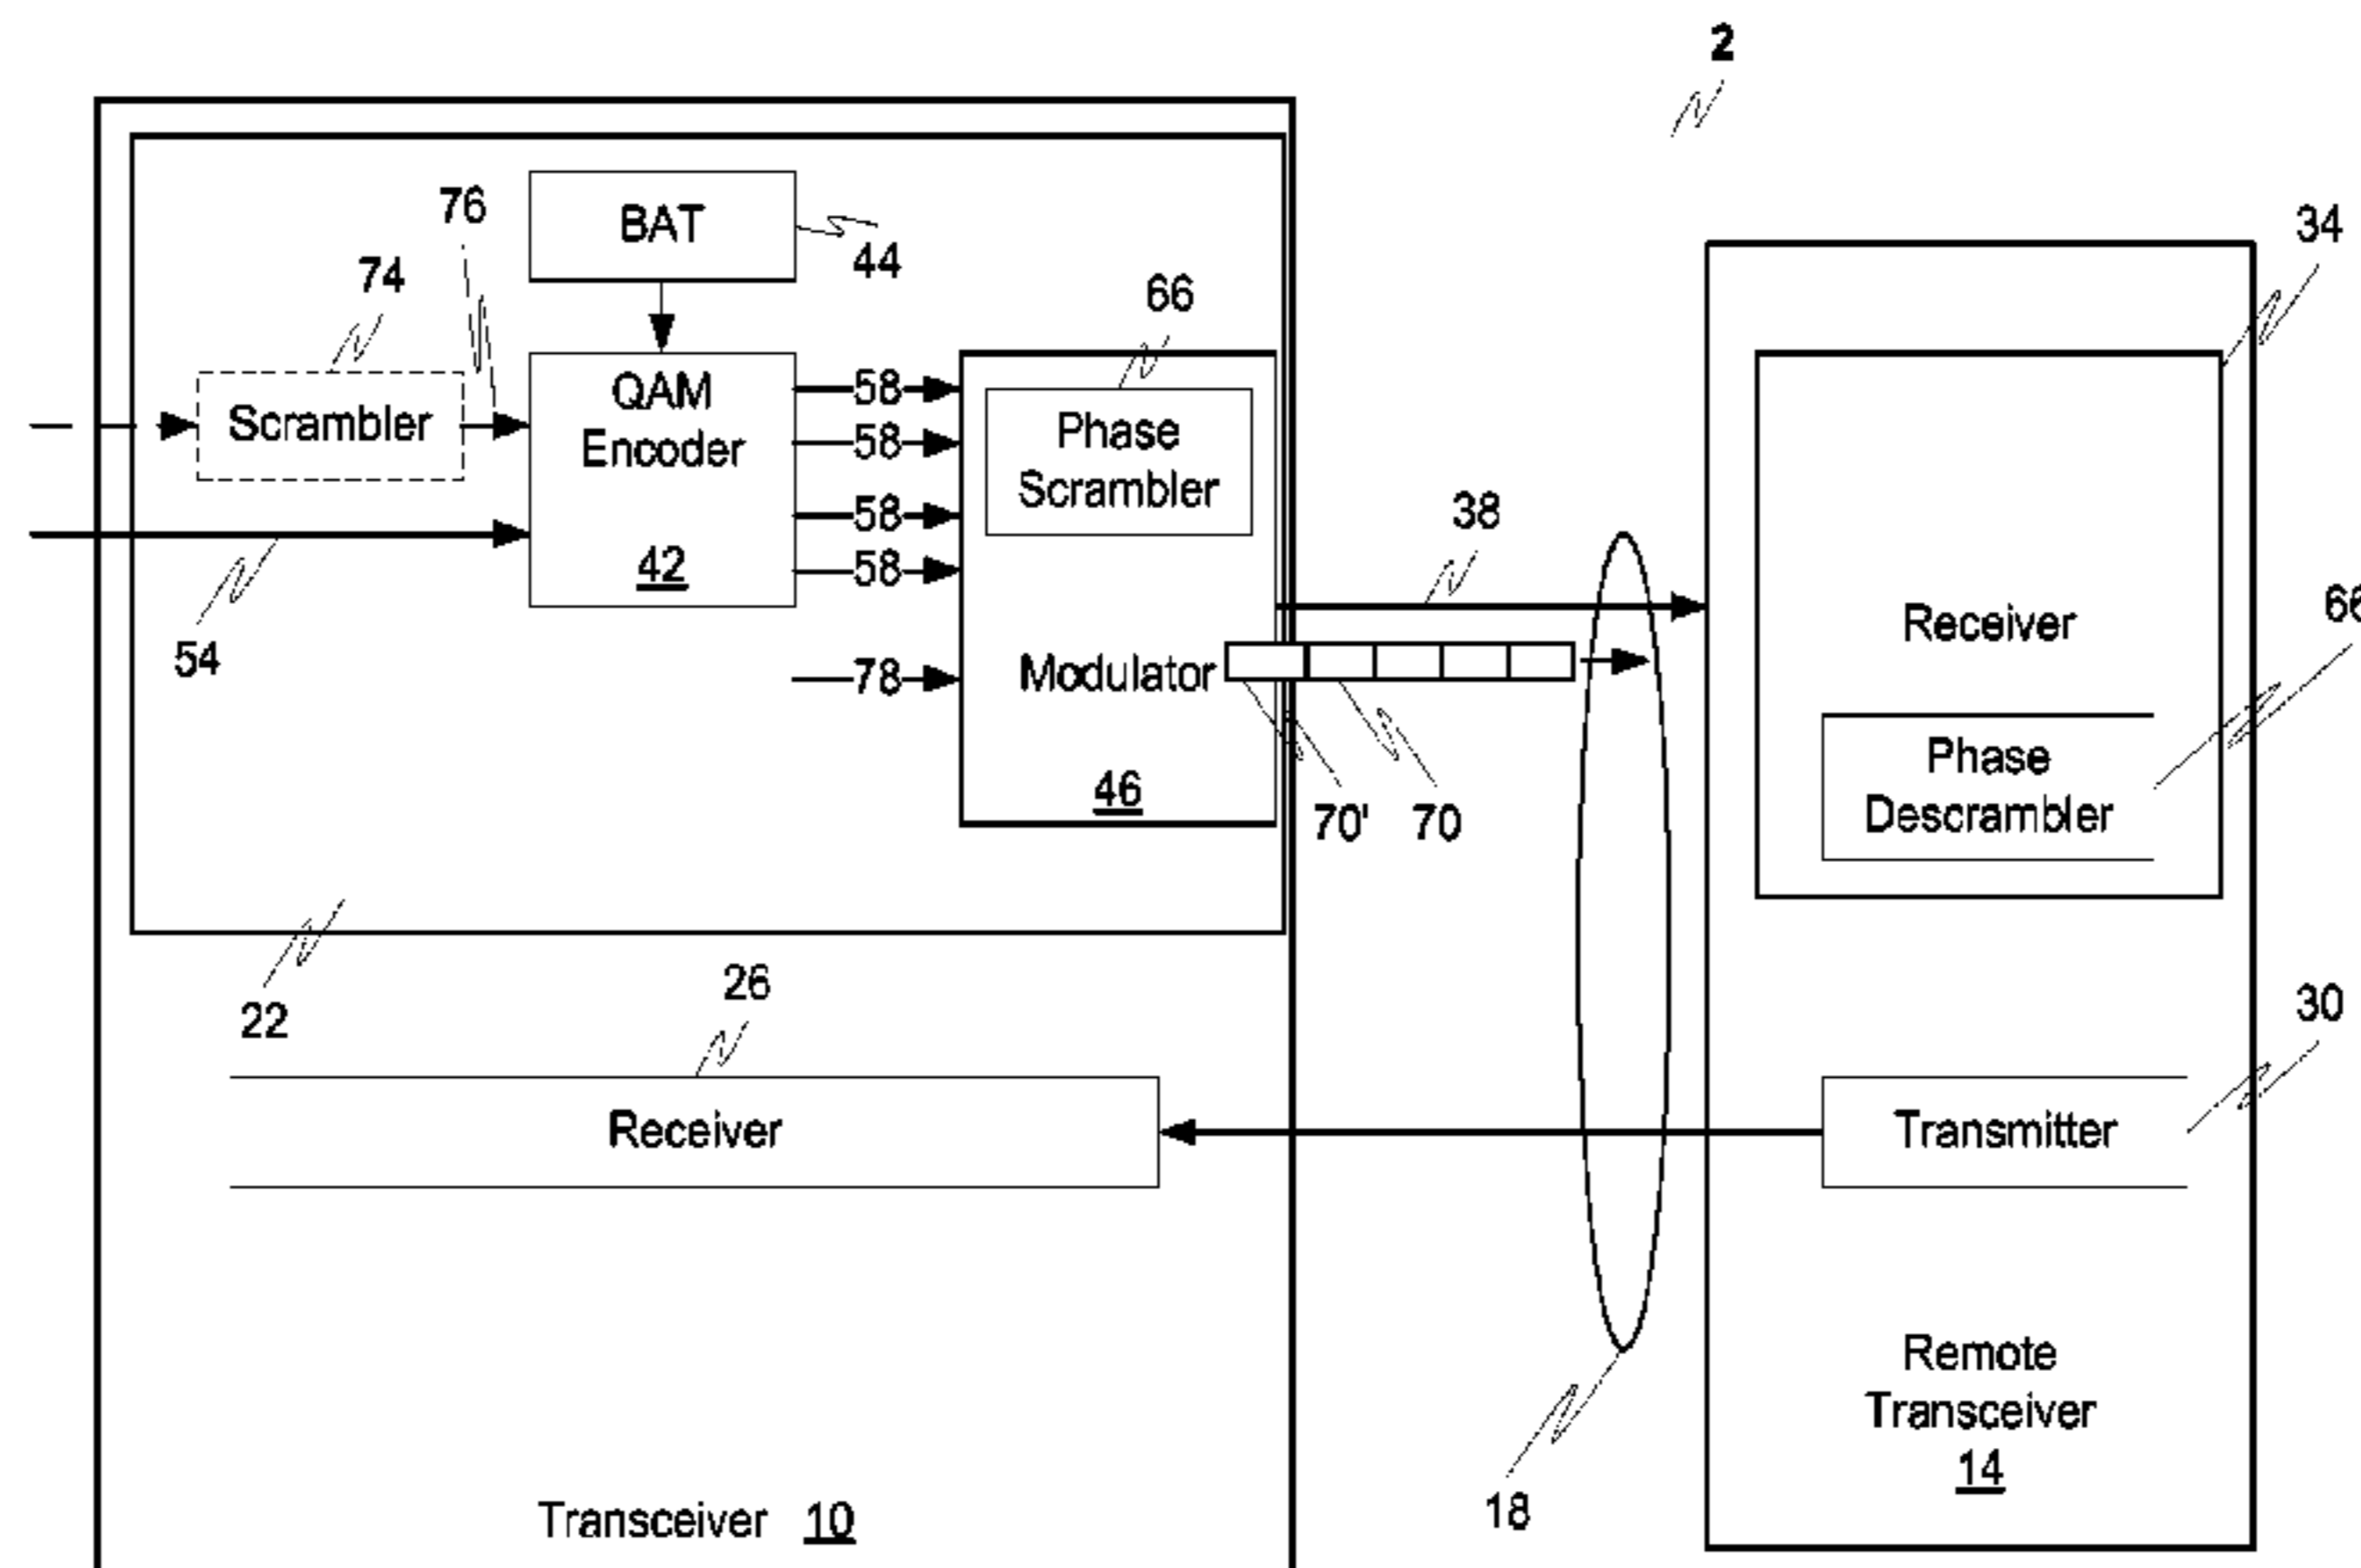 2
BAT
44
76
74
66
34
Scrambler
QAM
Encoder
42
58
58
58
58
78
Phase
Scrambler
Modulator
46
54
38
70'
70
Receiver
Phase
Descrambler
22
26
Receiver
30
Transmitter
18
Remote
Transceiver
14
Transceiver 10